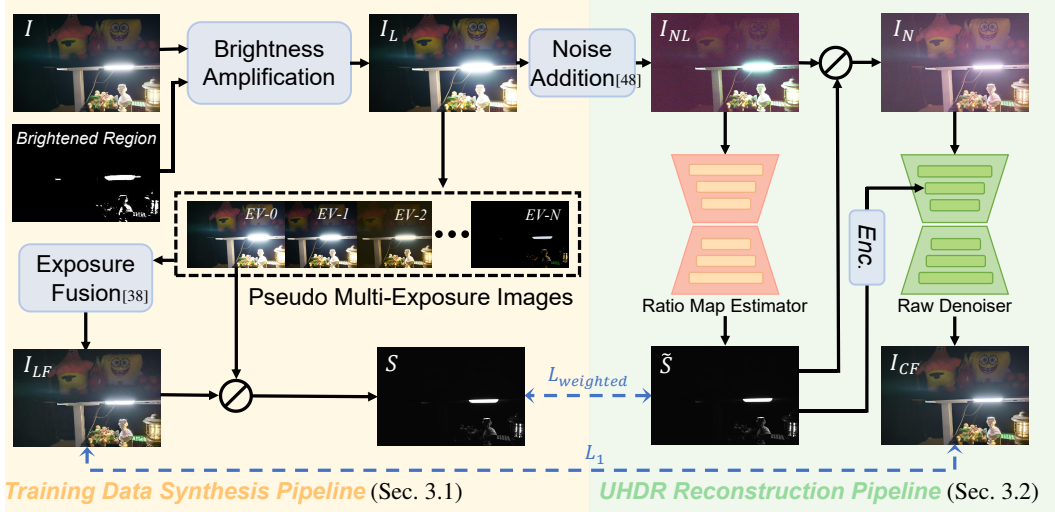 I
Brightness
Amplification
I_L
Noise
Addition[48]
I_NL
I_N
Brightened Region
EV-0
EV-1
EV-2
EV-N
Pseudo Multi-Exposure Images
Exposure
Fusion[38]
Enc.
Ratio Map Estimator
Raw Denoiser
I_LF
S
L_weighted
S̃
I_CF
L_1
Training Data Synthesis Pipeline (Sec. 3.1)
UHDR Reconstruction Pipeline (Sec. 3.2)